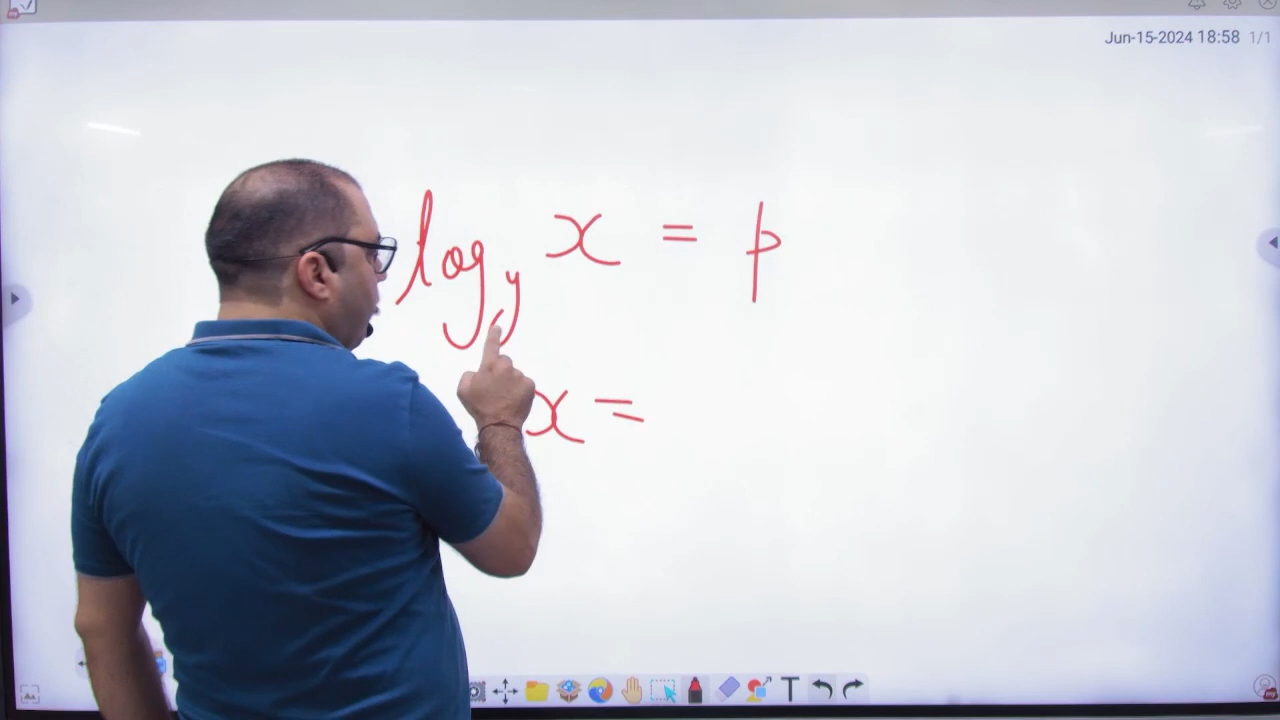 Jun-15-2024 18:58 1/1
log_y x = p
x =